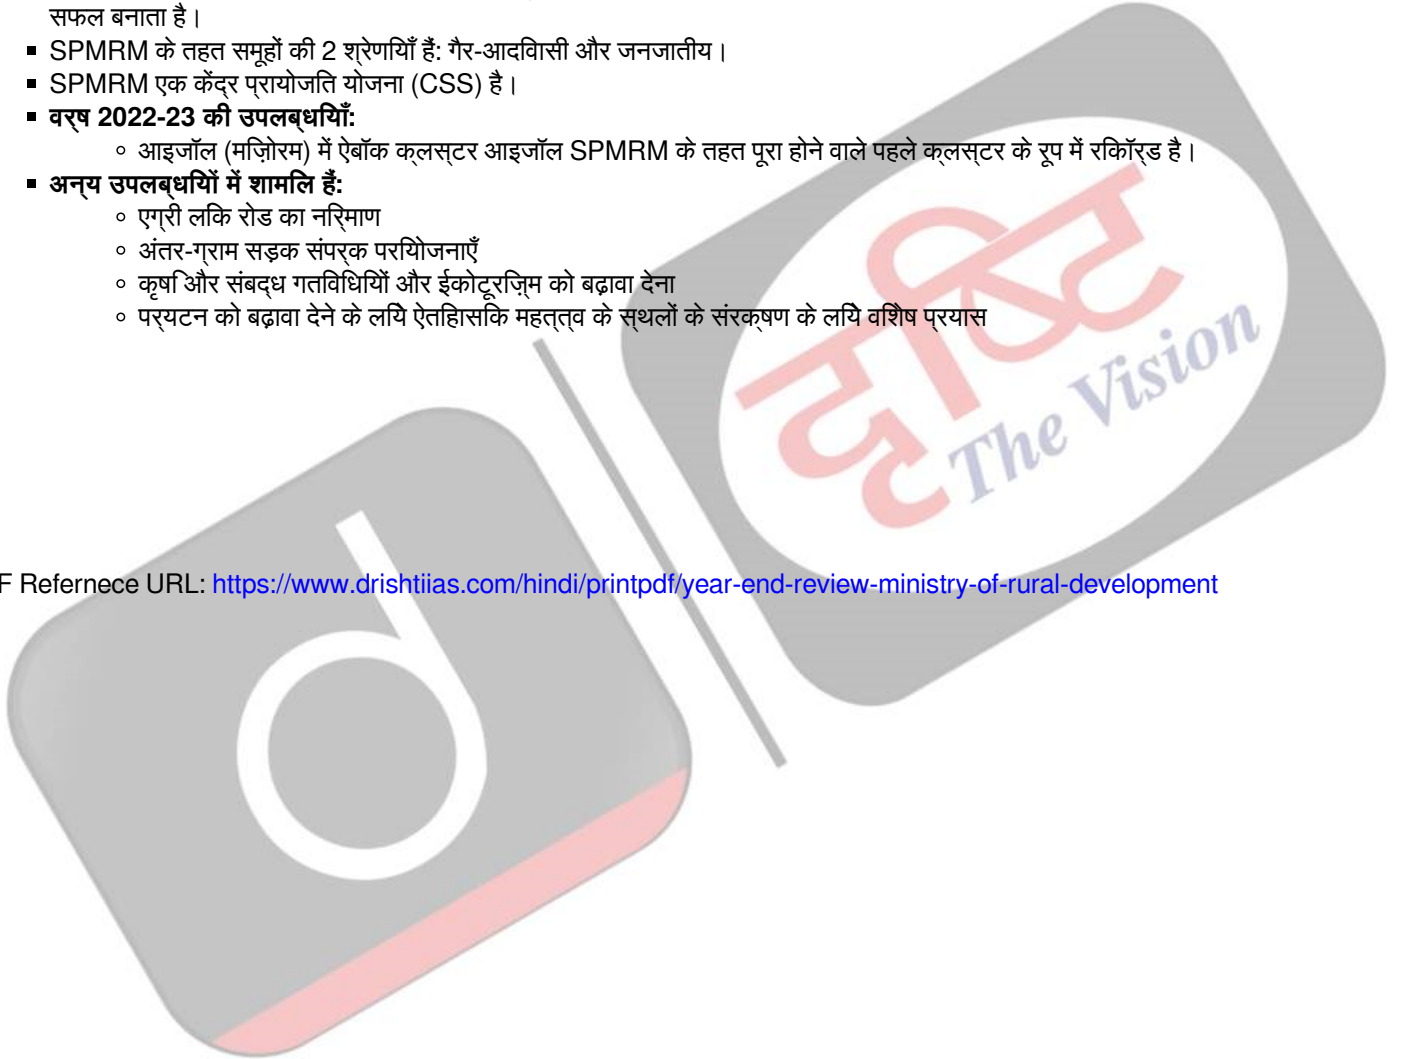 सफल बनाता है।
▪ SPMRM के तहत समूहों की 2 श्रेणियाँ हैं: गैर-आदिवासी और जनजातीय।
▪ SPMRM एक केंद्र प्रायोजित योजना (CSS) है।
▪ वर्ष 2022-23 की उपलब्धियाँ:
○ आइजॉल (मिज़ोरम) में ऐबॉक क्लस्टर आइजॉल SPMRM के तहत पूरा होने वाले पहले क्लस्टर के रूप में रिकॉर्ड है।
▪ अन्य उपलब्धियों में शामिल हैं:
○ एग्री लिंक रोड का निर्माण
○ अंतर-ग्राम सड़क संपर्क परियोजनाएँ
○ कृषि और संबद्ध गतिविधियों और ईकोटूरिज़्म को बढ़ावा देना
○ पर्यटन को बढ़ावा देने के लिये ऐतिहासिक महत्त्व के स्थलों के संरक्षण के लिये विशेष प्रयास
दृष्टि
The Vision
F Refernece URL: https://www.drishtiias.com/hindi/printpdf/year-end-review-ministry-of-rural-development
d